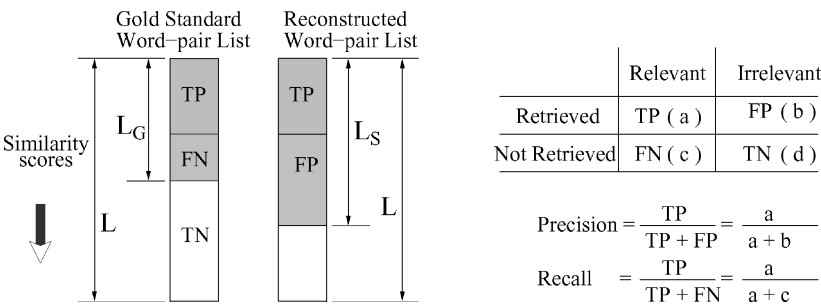 Gold Standard
Word-pair List
Reconstructed
Word-pair List
Similarity
scores
L
L_G
TP
FN
TN
TP
FP
L_S
L
Relevant Irrelevant
Retrieved TP ( a ) FP ( b )
Not Retrieved FN ( c ) TN ( d )
Precision = TP / TP + FP = a / a + b
Recall = TP / TP + FN = a / a + c